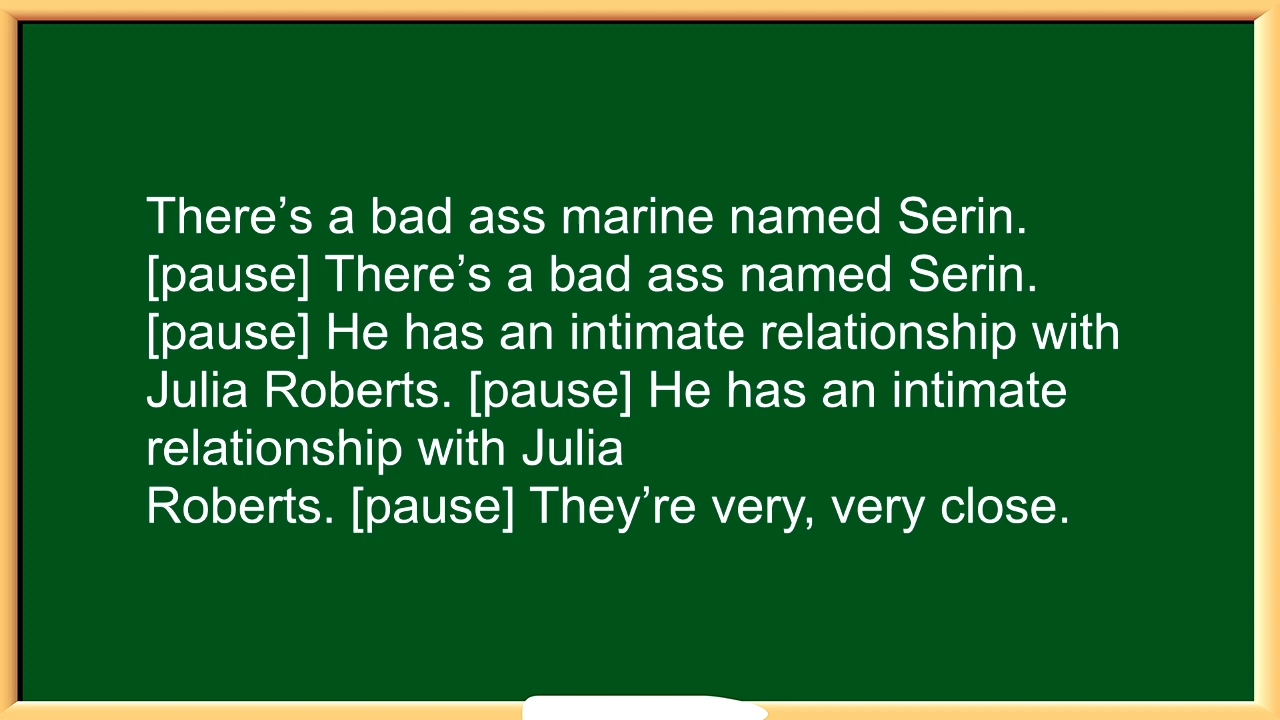 There’s a bad ass marine named Serin.
[pause] There’s a bad ass named Serin.
[pause] He has an intimate relationship with
Julia Roberts. [pause] He has an intimate
relationship with Julia
Roberts. [pause] They’re very, very close.